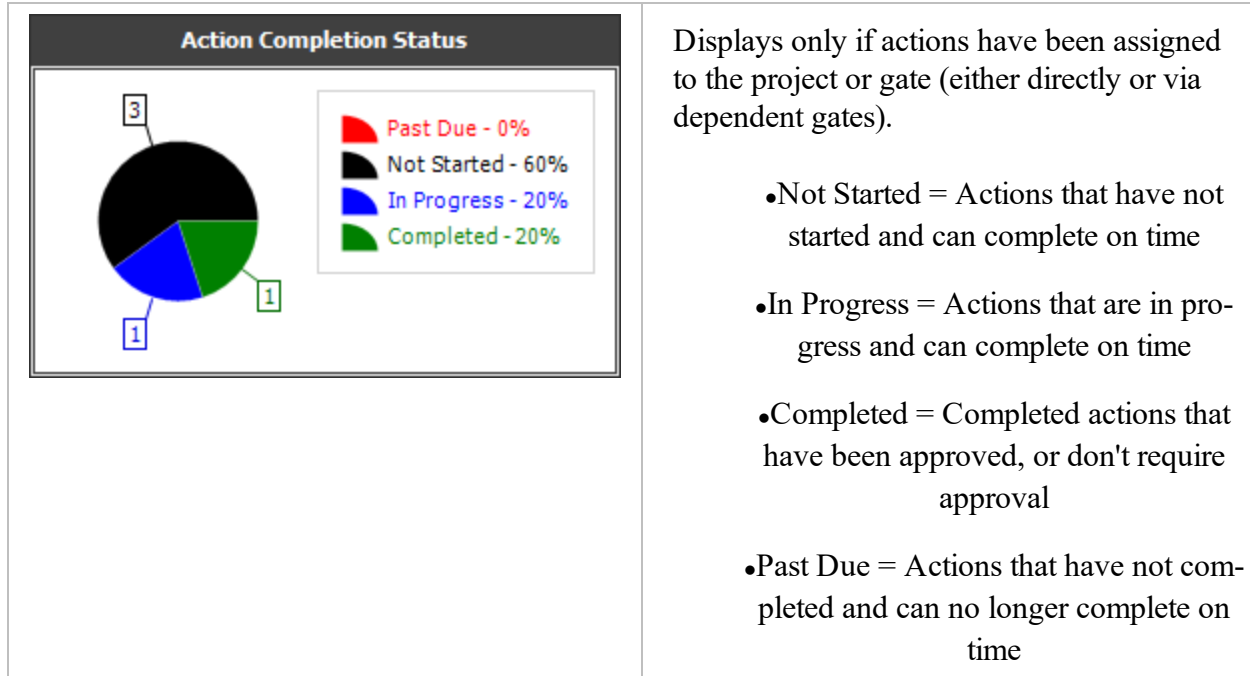 Action Completion Status
3
1
1
Past Due - 0%
Not Started - 60%
In Progress - 20%
Completed - 20%
Displays only if actions have been assigned
to the project or gate (either directly or via
dependent gates).
•Not Started = Actions that have not
started and can complete on time
•In Progress = Actions that are in pro-
gress and can complete on time
•Completed = Completed actions that
have been approved, or don't require
approval
•Past Due = Actions that have not com-
pleted and can no longer complete on
time